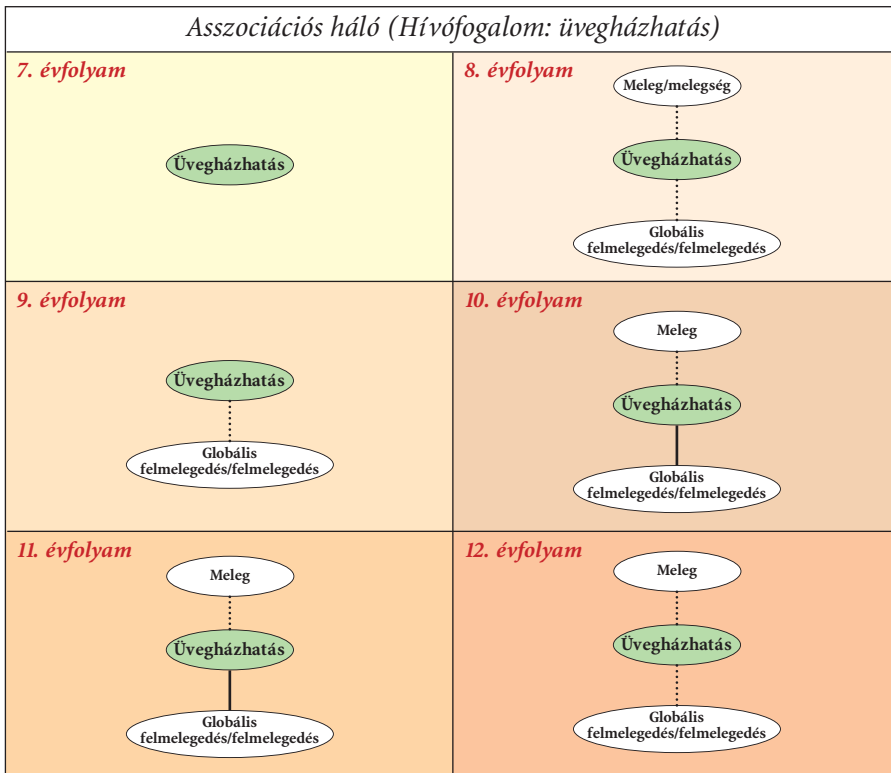 Asszociációs háló (Hívófogalom: üvegházhatás)
7. évfolyam
Üvegházhatás
8. évfolyam
Meleg/melegség
Üvegházhatás
Globális
felmelegedés/felmelegedés
9. évfolyam
Üvegházhatás
Globális
felmelegedés/felmelegedés
10. évfolyam
Meleg
Üvegházhatás
Globális
felmelegedés/felmelegedés
11. évfolyam
Meleg
Üvegházhatás
Globális
felmelegedés/felmelegedés
12. évfolyam
Meleg
Üvegházhatás
Globális
felmelegedés/felmelegedés